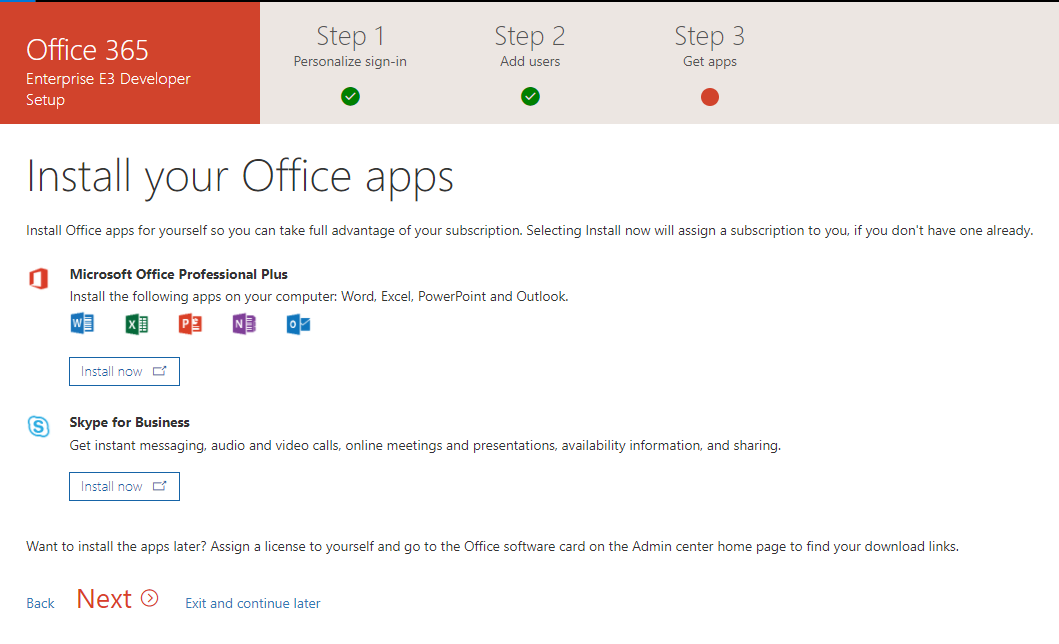 Office 365
Enterprise E3 Developer
Setup
Step 1
Personalize sign-in
Step 2
Add users
Step 3
Get apps
Install your Office apps
Install Office apps for yourself so you can take full advantage of your subscription. Selecting Install now will assign a subscription to you, if you don't have one already.
Microsoft Office Professional Plus
Install the following apps on your computer: Word, Excel, PowerPoint and Outlook.
W X P N O
Install now
S
Skype for Business
Get instant messaging, audio and video calls, online meetings and presentations, availability information, and sharing.
Install now
Want to install the apps later? Assign a license to yourself and go to the Office software card on the Admin center home page to find your download links.
Back Next Exit and continue later